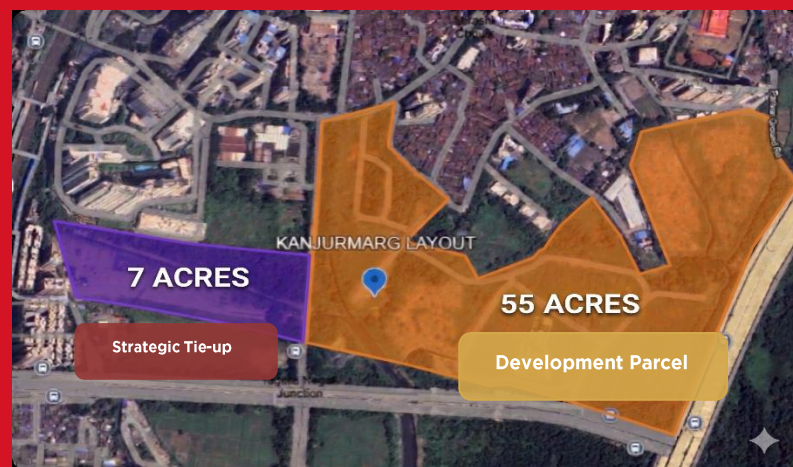 KANJURMARG LAYOUT
7 ACRES
55 ACRES
Strategic Tie-up
Development Parcel
Junction